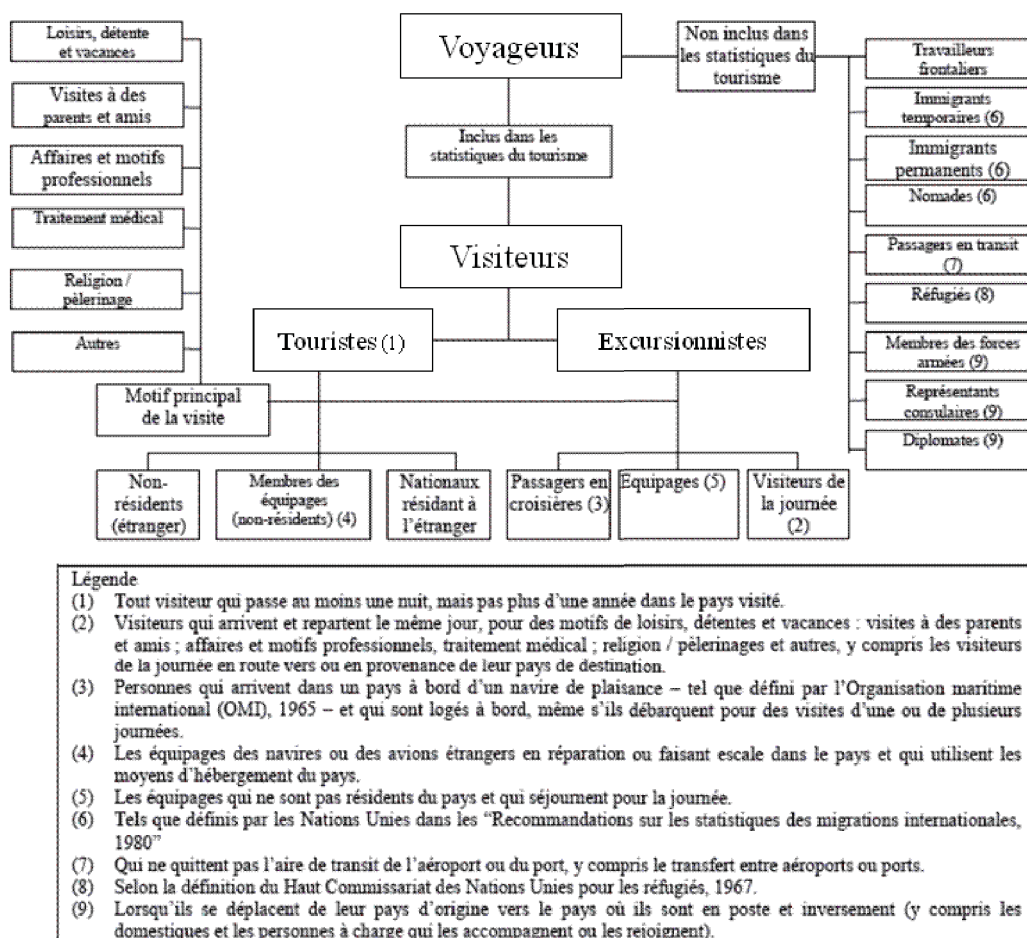 Loisirs, détente
et vacances
Visites à des
parents et amis
Affaires et motifs
professionnels
Traitement médical
Religion /
pèlerinage
Autres
Motif principal
de la visite
Voyageurs
Inclus dans les
statistiques du tourisme
Visiteurs
Touristes (1)
Excursionnistes
Non inclus dans
les statistiques du
tourisme
Travailleurs
frontaliers
Immigrants
temporaires (6)
Immigrants
permanents (6)
Nomades (6)
Passagers en transit
(7)
Réfugiés (8)
Membres des forces
armées (9)
Représentants
consulaires (9)
Diplomates (9)
Non-
résidents
(étranger)
Membres des
équipages
(non-résidents) (4)
Nationaux
résidant à
l’étranger
Passagers en
croisières (3)
Equipages (5)
Visiteurs de
la journée
(2)
Légende
(1) Tout visiteur qui passe au moins une nuit, mais pas plus d’une année dans le pays visité.
(2) Visiteurs qui arrivent et repartent le même jour, pour des motifs de loisirs, détentes et vacances : visites à des parents
et amis ; affaires et motifs professionnels, traitement médical ; religion / pèlerinages et autres, y compris les visiteurs
de la journée en route vers ou en provenance de leur pays de destination.
(3) Personnes qui arrivent dans un pays à bord d’un navire de plaisance – tel que défini par l’Organisation maritime
international (OMI), 1965 – et qui sont logés à bord, même s’ils débarquent pour des visites d’une ou de plusieurs
journées.
(4) Les équipages des navires ou des avions étrangers en réparation ou faisant escale dans le pays et qui utilisent les
moyens d’hébergement du pays.
(5) Les équipages qui ne sont pas résidents du pays et qui séjournent pour la journée.
(6) Tels que définis par les Nations Unies dans les “Recommandations sur les statistiques des migrations internationales,
1980”
(7) Qui ne quittent pas l’aire de transit de l’aéroport ou du port, y compris le transfert entre aéroports ou ports.
(8) Selon la définition du Haut Commissariat des Nations Unies pour les réfugiés, 1967.
(9) Lorsqu’ils se déplacent de leur pays d’origine vers le pays où ils sont en poste et inversement (y compris les
domestiques et les personnes à charge qui les accompagnent ou les rejoignent).